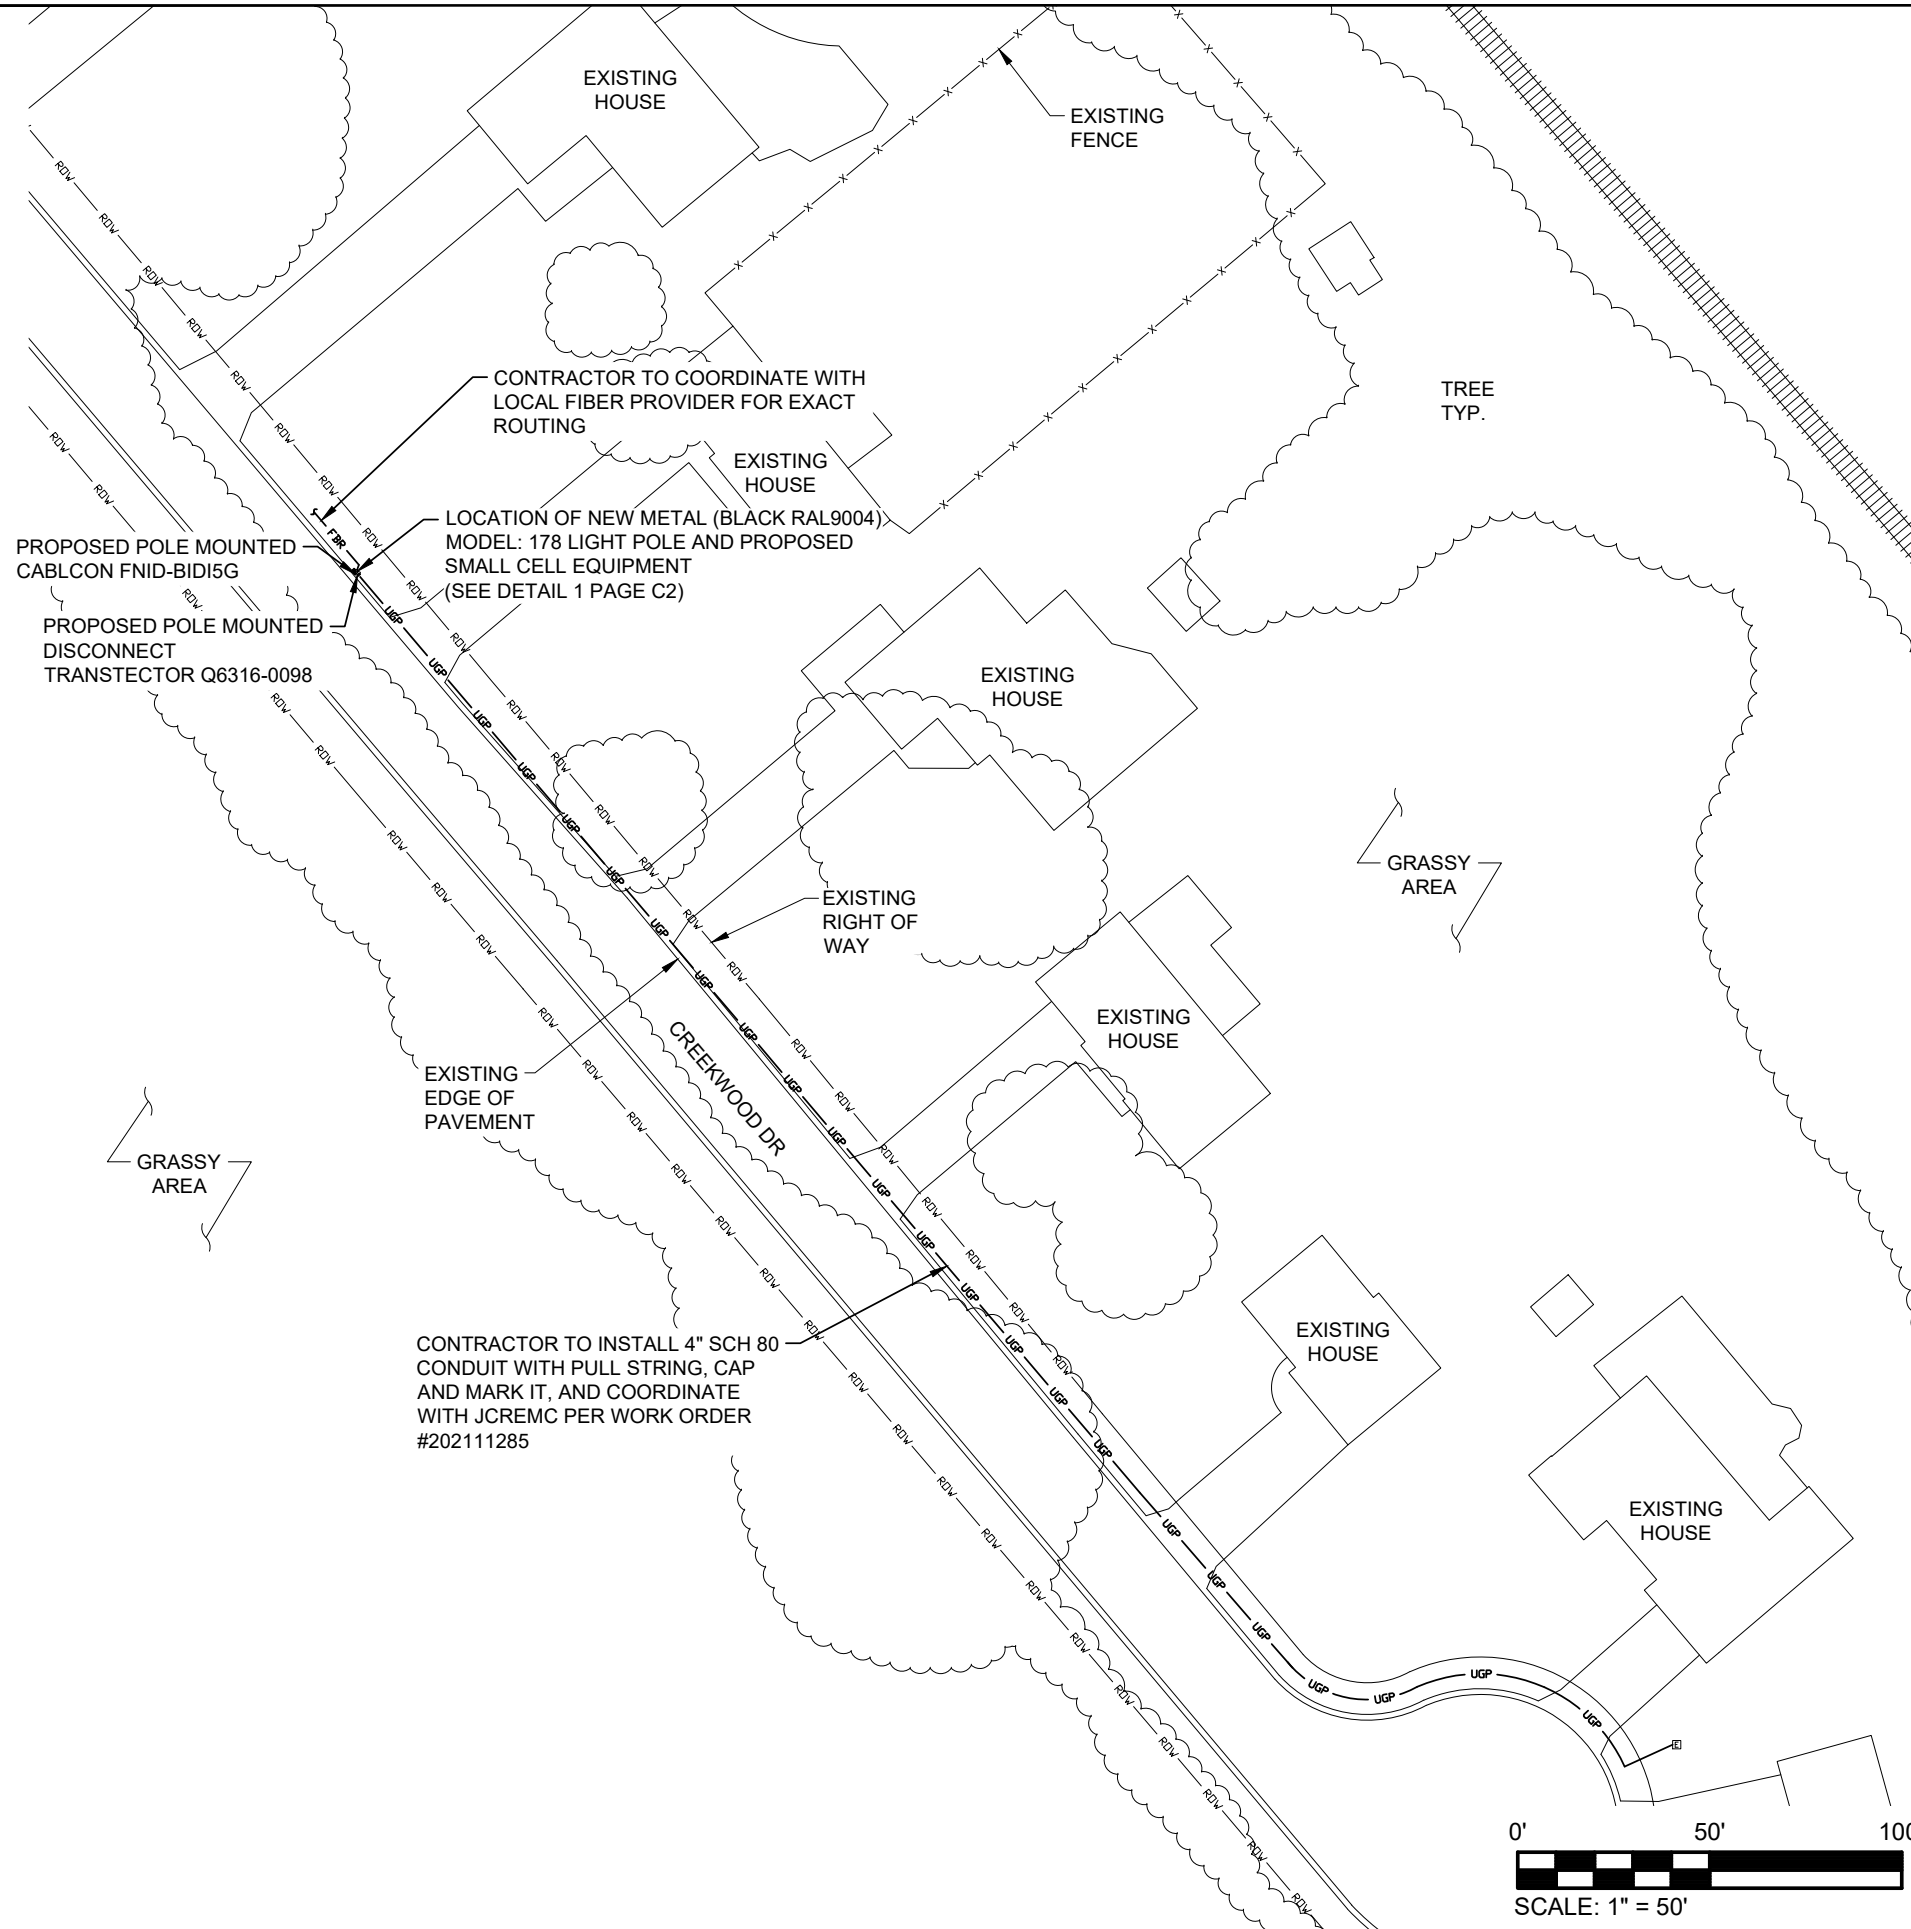 EXISTING
HOUSE
EXISTING
FENCE
TREE
TYP.
CONTRACTOR TO COORDINATE WITH
LOCAL FIBER PROVIDER FOR EXACT
ROUTING
EXISTING
HOUSE
LOCATION OF NEW METAL (BLACK RAL9004)
MODEL: 178 LIGHT POLE AND PROPOSED
SMALL CELL EQUIPMENT
(SEE DETAIL 1 PAGE C2)
PROPOSED POLE MOUNTED
CABLCON FNID-BIDI5G
PROPOSED POLE MOUNTED
DISCONNECT
TRANSTECTOR Q6316-0098
FBR
ROW
UGP
EXISTING
HOUSE
GRASSY
AREA
EXISTING
RIGHT OF
WAY
EXISTING
HOUSE
EXISTING
EDGE OF
PAVEMENT
CREEKWOOD DR
GRASSY
AREA
CONTRACTOR TO INSTALL 4" SCH 80
CONDUIT WITH PULL STRING, CAP
AND MARK IT, AND COORDINATE
WITH JCREMC PER WORK ORDER
#202111285
EXISTING
HOUSE
EXISTING
HOUSE
E
0' 50' 100
SCALE: 1" = 50'